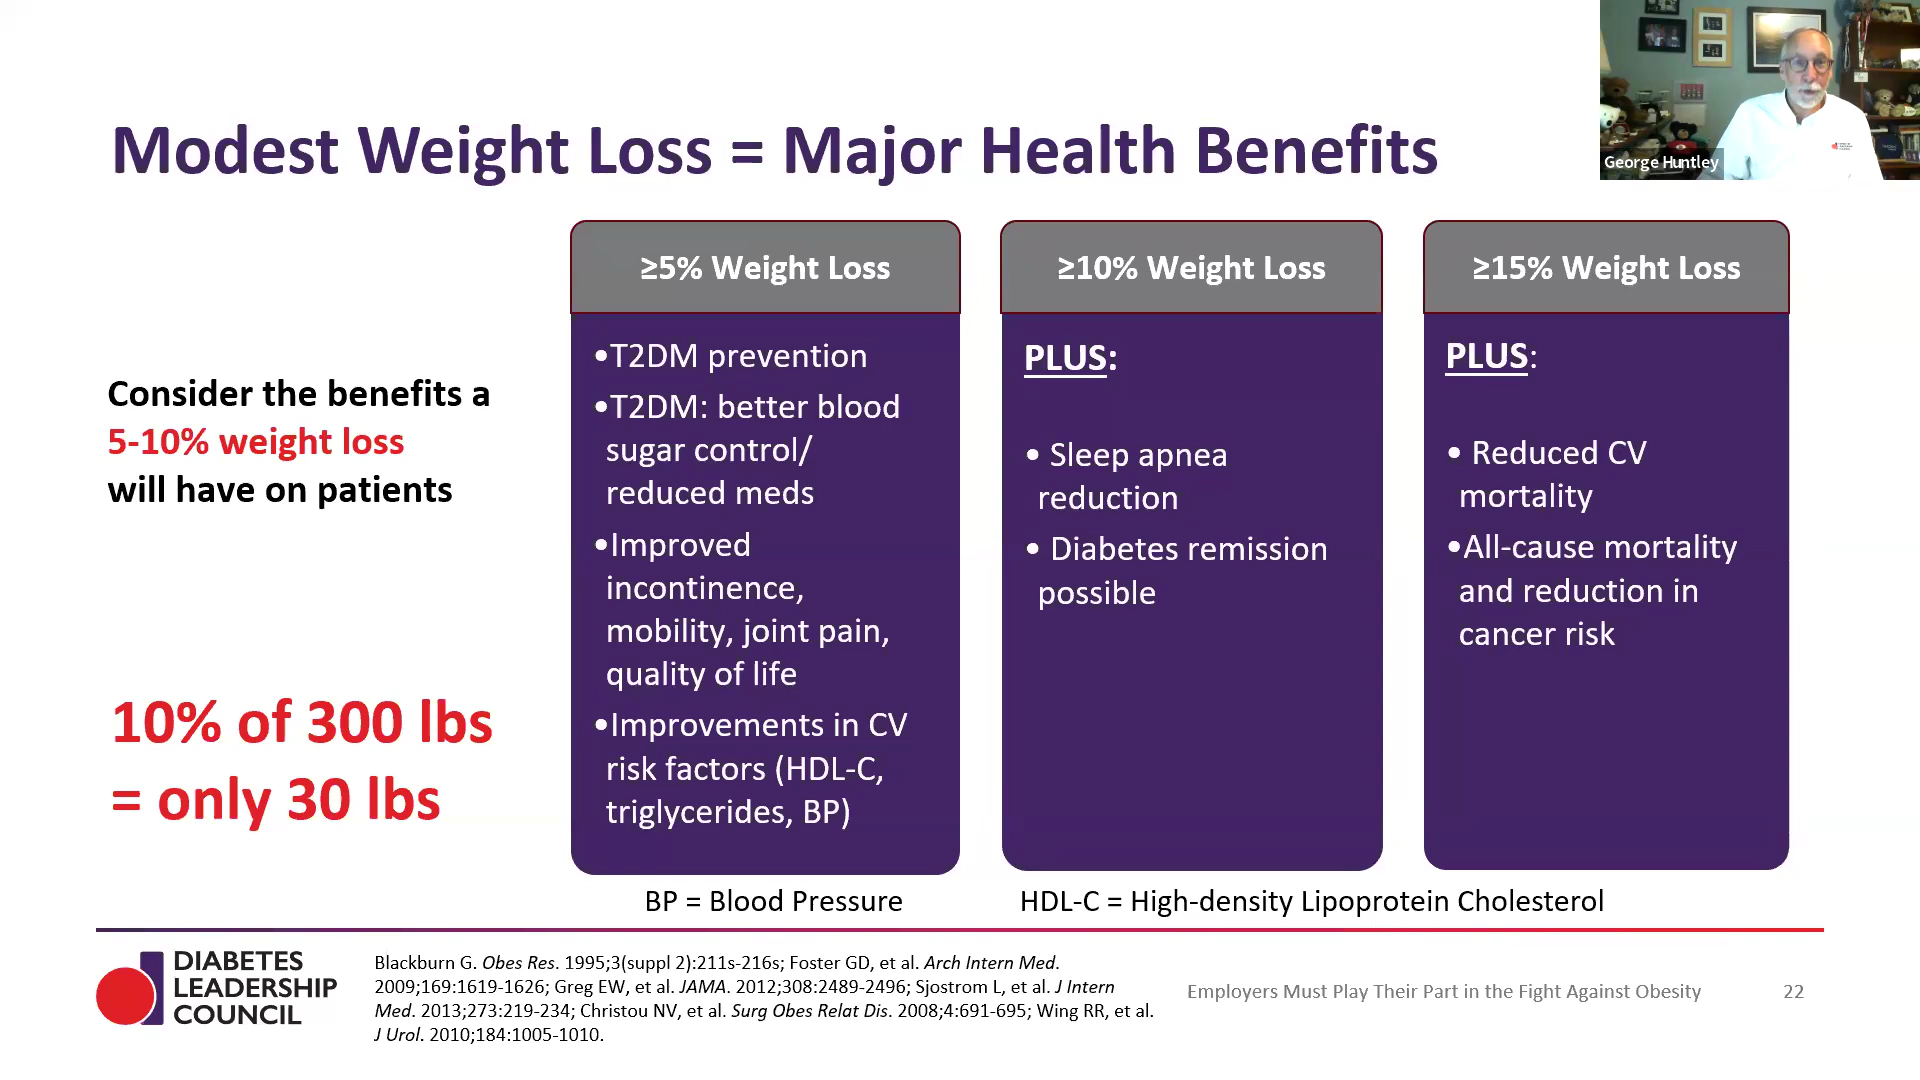 George Huntley
Modest Weight Loss = Major Health Benefits
Consider the benefits a
5-10% weight loss
will have on patients
10% of 300 lbs
= only 30 lbs
≥5% Weight Loss
•T2DM prevention
•T2DM: better blood
sugar control/
reduced meds
•Improved
incontinence,
mobility, joint pain,
quality of life
•Improvements in CV
risk factors (HDL-C,
triglycerides, BP)
≥10% Weight Loss
PLUS:
• Sleep apnea
reduction
• Diabetes remission
possible
≥15% Weight Loss
PLUS:
• Reduced CV
mortality
•All-cause mortality
and reduction in
cancer risk
BP = Blood Pressure
HDL-C = High-density Lipoprotein Cholesterol
DIABETES
LEADERSHIP
COUNCIL
Blackburn G. Obes Res. 1995;3(suppl 2):211s-216s; Foster GD, et al. Arch Intern Med.
2009;169:1619-1626; Greg EW, et al. JAMA. 2012;308:2489-2496; Sjostrom L, et al. J Intern
Med. 2013;273:219-234; Christou NV, et al. Surg Obes Relat Dis. 2008;4:691-695; Wing RR, et al.
J Urol. 2010;184:1005-1010.
Employers Must Play Their Part in the Fight Against Obesity
22